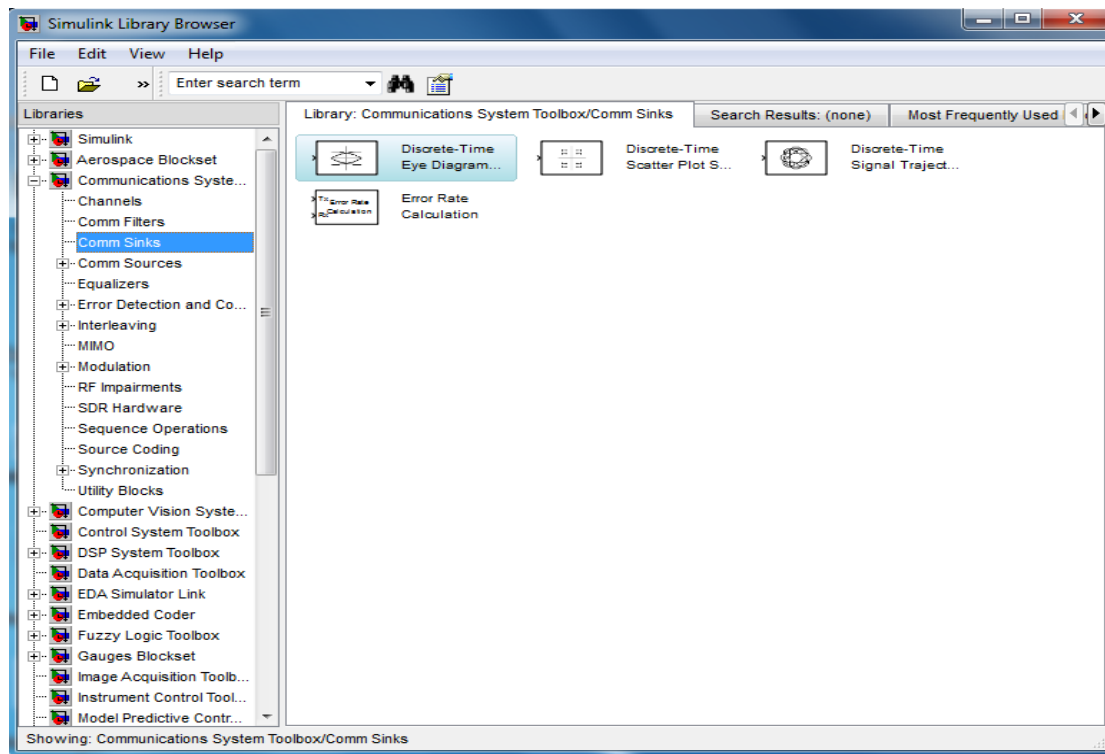 Simulink Library Browser
File Edit View Help
» Enter search term
Libraries
Simulink
Aerospace Blockset
Communications Syste...
Channels
Comm Filters
Comm Sinks
Comm Sources
Equalizers
Error Detection and Co...
Interleaving
MIMO
Modulation
RF Impairments
SDR Hardware
Sequence Operations
Source Coding
Synchronization
Utility Blocks
Computer Vision Syste...
Control System Toolbox
DSP System Toolbox
Data Acquisition Toolbox
EDA Simulator Link
Embedded Coder
Fuzzy Logic Toolbox
Gauges Blockset
Image Acquisition Toolb...
Instrument Control Tool...
Model Predictive Contr...
Library: Communications System Toolbox/Comm Sinks Search Results: (none) Most Frequently Used
Discrete-Time
Eye Diagram...
Discrete-Time
Scatter Plot S...
Discrete-Time
Signal Traject...
Tx Error Rate
Rx Calculation
Error Rate
Calculation
Showing: Communications System Toolbox/Comm Sinks